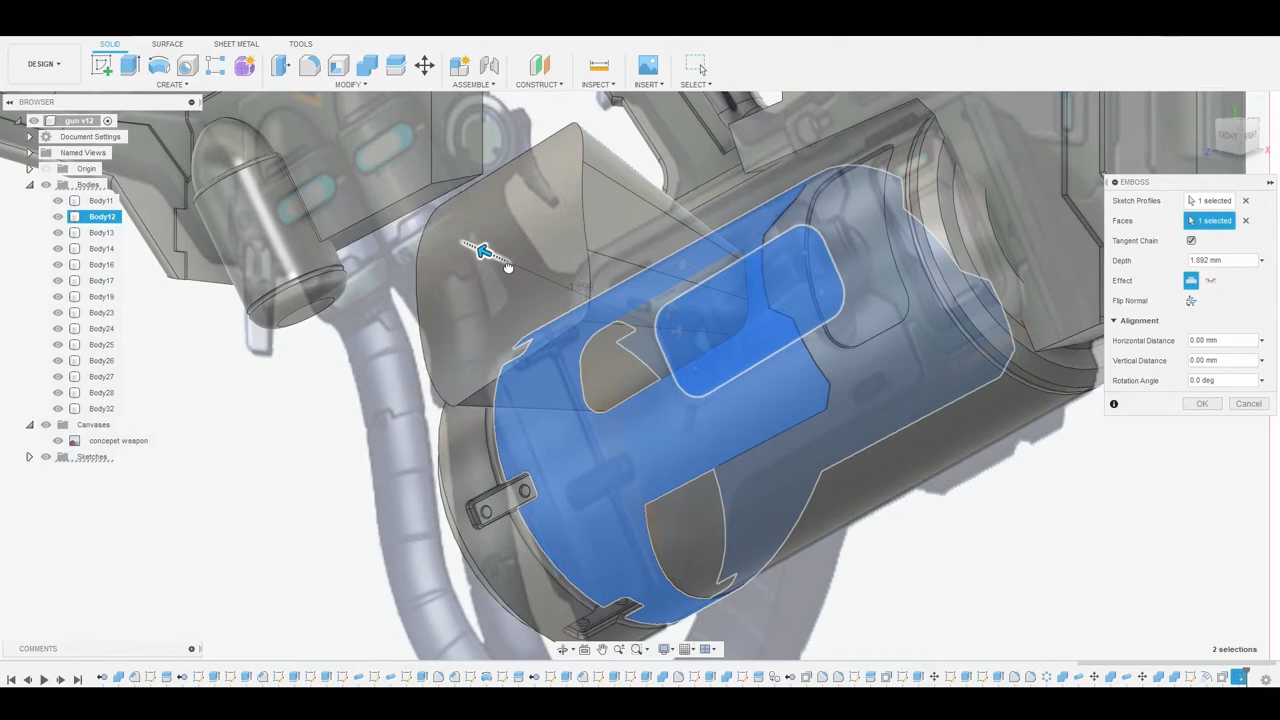 SOLID SURFACE SHEET METAL TOOLS
DESIGN
CREATE MODIFY ASSEMBLE CONSTRUCT INSPECT INSERT SELECT
BROWSER
gun v12
Document Settings
Named Views
Origin
Bodies
Body11
Body12
Body13
Body14
Body16
Body17
Body19
Body23
Body24
Body25
Body26
Body27
Body28
Body32
Canvases
concepet weapon
Sketches
COMMENTS
FRONT RIGHT
EMBOSS
Sketch Profiles 1 selected
Faces 1 selected
Tangent Chain
Depth 1.892 mm
Effect
Flip Normal
Alignment
Horizontal Distance 0.00 mm
Vertical Distance 0.00 mm
Rotation Angle 0.0 deg
OK Cancel
2 selections